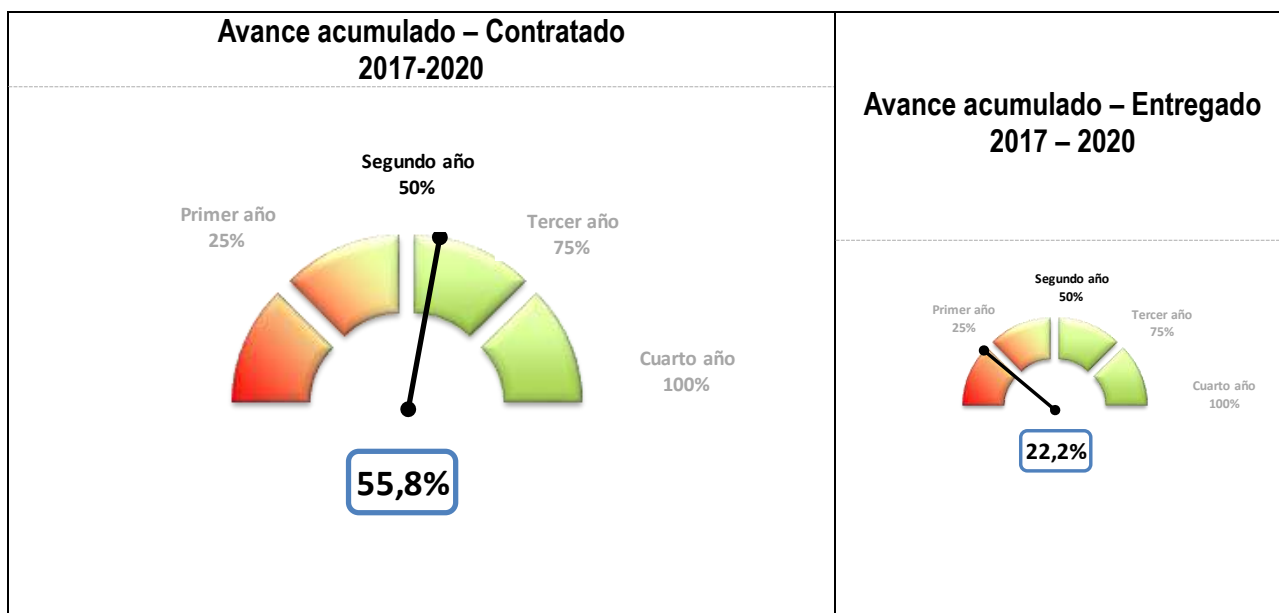 Avance acumulado – Contratado
2017-2020
Segundo año
50%
Primer año
25%
Tercer año
75%
Cuarto año
100%
55,8%
Avance acumulado – Entregado
2017 – 2020
Segundo año
50%
Primer año
25%
Tercer año
75%
Cuarto año
100%
22,2%